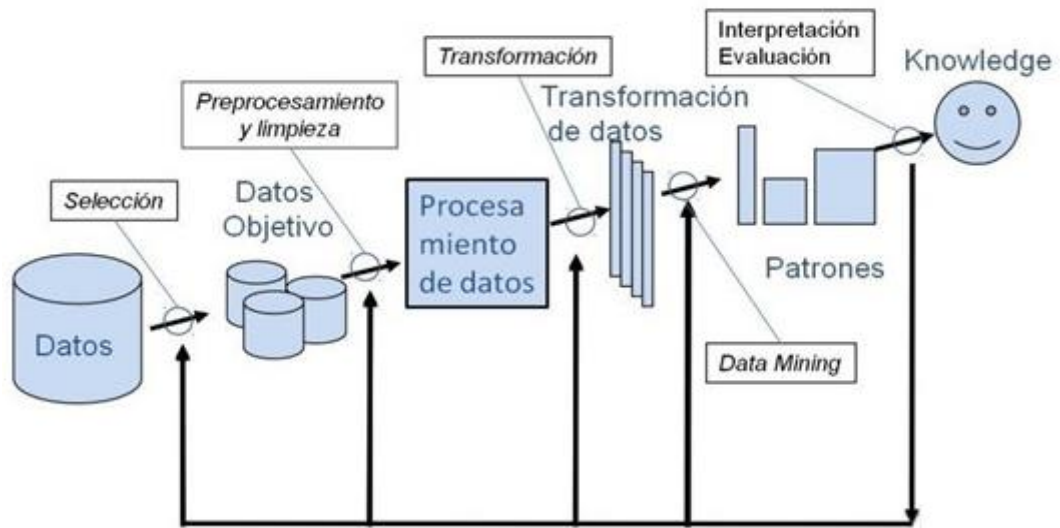 Selección
Datos
Preprocesamiento
y limpieza
Datos
Objetivo
Procesa
miento
de datos
Transformación
Transformación
de datos
Data Mining
Patrones
Interpretación
Evaluación
Knowledge